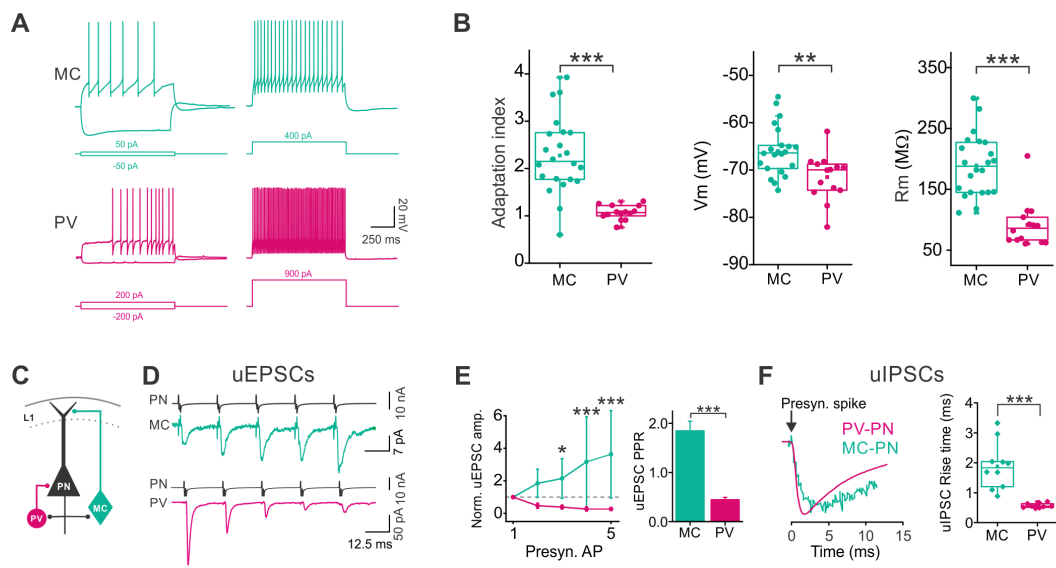 A
MC
50 pA
-50 pA
400 pA
PV
20 mV
250 ms
200 pA
-200 pA
900 pA
B
***
Adaptation index
4
3
2
1
0
MC PV
**
Vm (mV)
-50
-60
-70
-80
-90
MC PV
***
Rm (MΩ)
350
250
150
50
MC PV
C
L1
PN
PV
MC
D
uEPSCs
PN
10 nA
MC
7 pA
PN
10 nA
PV
50 pA
12.5 ms
E
Norm. uEPSC amp.
6
4
2
0
* *** ***
1 5
Presyn. AP
***
uEPSC PPR
2.0
1.0
0.0
MC PV
F
uIPSCs
Presyn. spike
PV-PN
MC-PN
0 5 10 15
Time (ms)
***
uIPSC Rise time (ms)
4
3
2
1
0
MC PV